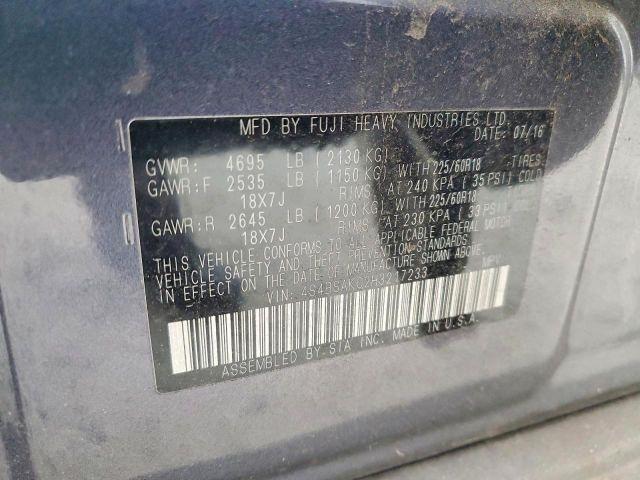 MFD BY FUJI HEAVY INDUSTRIES LTD.
DATE: 07/16
GVWR: 4695 LB ( 2130 KG)
GAWR: F 2535 LB ( 1150 KG) WITH 225/60R18 TIRES
18X7J RIMS AT 240 KPA ( 35 PSI) COLD
GAWR: R 2645 LB ( 1200 KG) WITH 225/60R18
18X7J RIMS AT 230 KPA ( 33 PSI)
THIS VEHICLE CONFORMS TO ALL APPLICABLE FEDERAL MOTOR
VEHICLE SAFETY AND THEFT PREVENTION STANDARDS
IN EFFECT ON THE DATE OF MANUFACTURE SHOWN ABOVE.
VIN: MPV
ASSEMBLED BY SIA INC. MADE IN U.S.A.